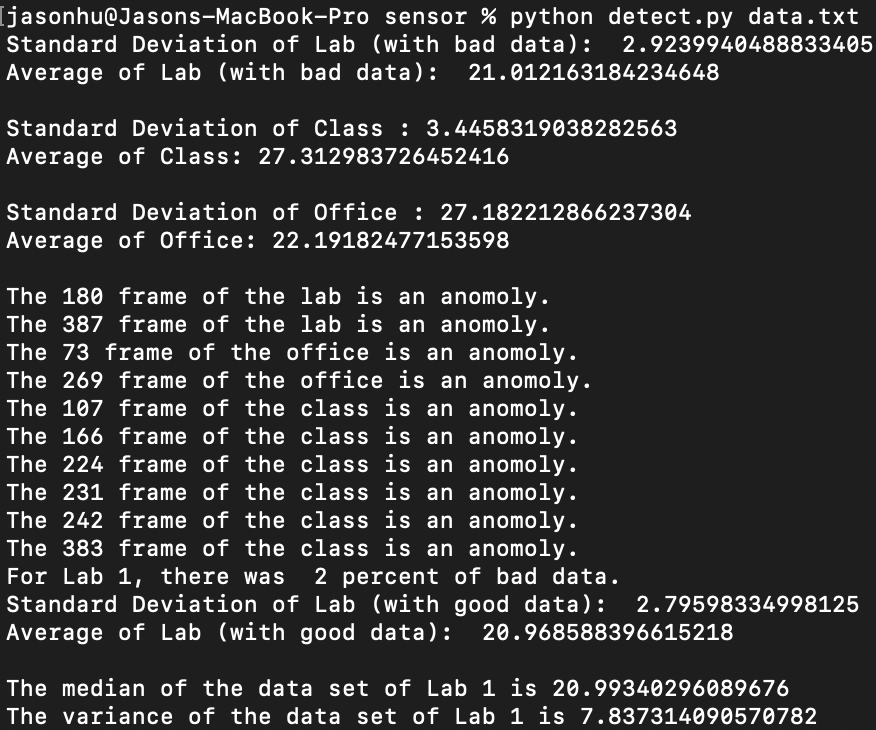 [jasonhu@Jasons-MacBook-Pro sensor % python detect.py data.txt
Standard Deviation of Lab (with bad data):  2.9239940488833405
Average of Lab (with bad data):  21.012163184234648
Standard Deviation of Class : 3.4458319038282563
Average of Class: 27.312983726452416
Standard Deviation of Office : 27.182212866237304
Average of Office: 22.19182477153598
The 180 frame of the lab is an anomoly.
The 387 frame of the lab is an anomoly.
The 73 frame of the office is an anomoly.
The 269 frame of the office is an anomoly.
The 107 frame of the class is an anomoly.
The 166 frame of the class is an anomoly.
The 224 frame of the class is an anomoly.
The 231 frame of the class is an anomoly.
The 242 frame of the class is an anomoly.
The 383 frame of the class is an anomoly.
For Lab 1, there was  2 percent of bad data.
Standard Deviation of Lab (with good data):  2.79598334998125
Average of Lab (with good data):  20.968588396615218
The median of the data set of Lab 1 is 20.99340296089676
The variance of the data set of Lab 1 is 7.837314090570782